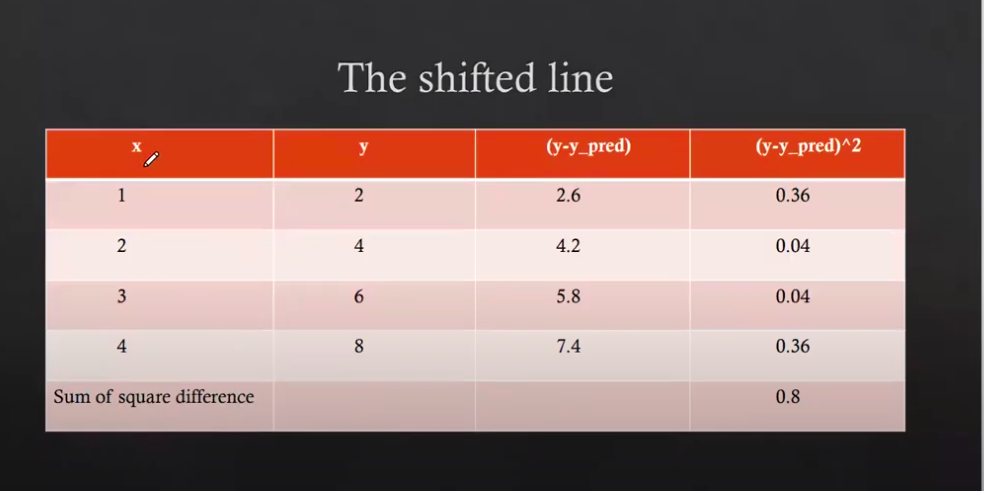 The shifted line
x y (y-y_pred) (y-y_pred)^2
1 2 2.6 0.36
2 4 4.2 0.04
3 6 5.8 0.04
4 8 7.4 0.36
Sum of square difference 0.8